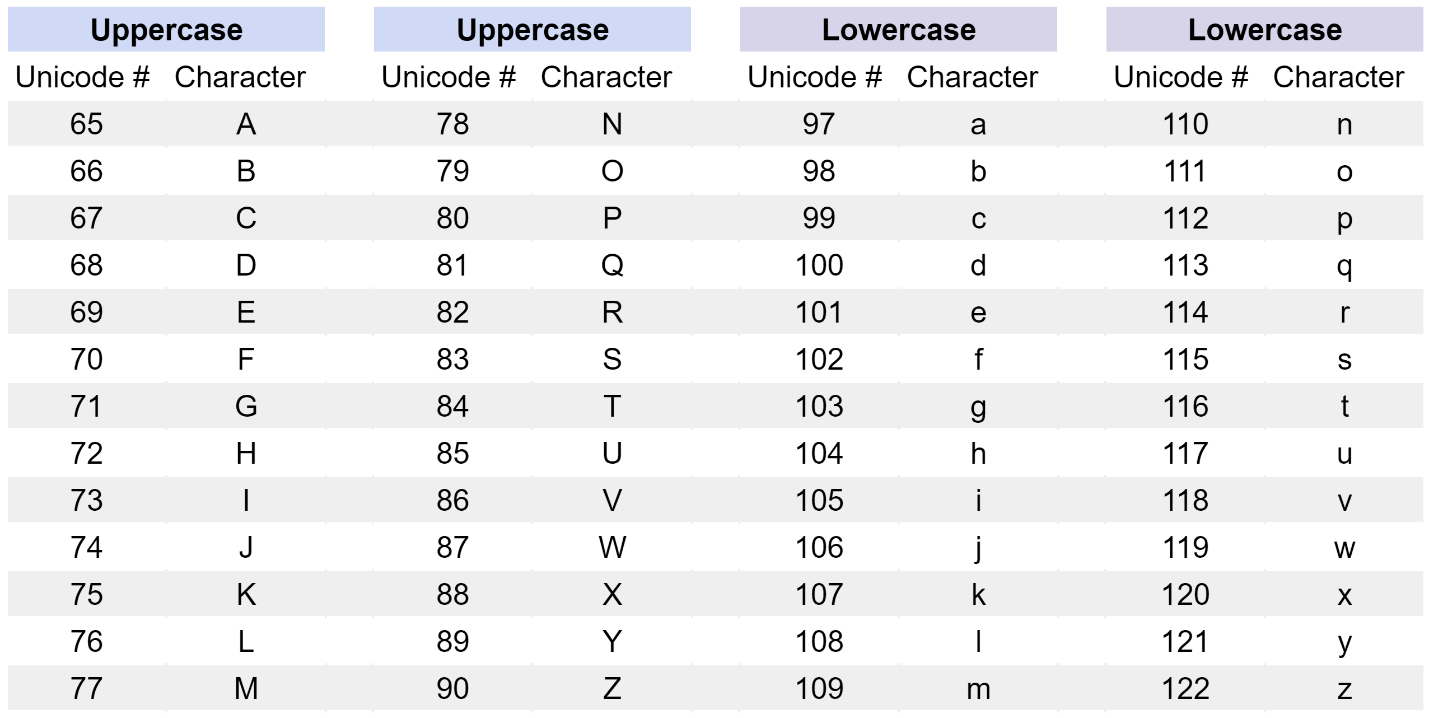 Uppercase Uppercase Lowercase Lowercase
Unicode # Character Unicode # Character Unicode # Character Unicode # Character
65 A 78 N 97 a 110 n
66 B 79 O 98 b 111 o
67 C 80 P 99 c 112 p
68 D 81 Q 100 d 113 q
69 E 82 R 101 e 114 r
70 F 83 S 102 f 115 s
71 G 84 T 103 g 116 t
72 H 85 U 104 h 117 u
73 I 86 V 105 i 118 v
74 J 87 W 106 j 119 w
75 K 88 X 107 k 120 x
76 L 89 Y 108 l 121 y
77 M 90 Z 109 m 122 z